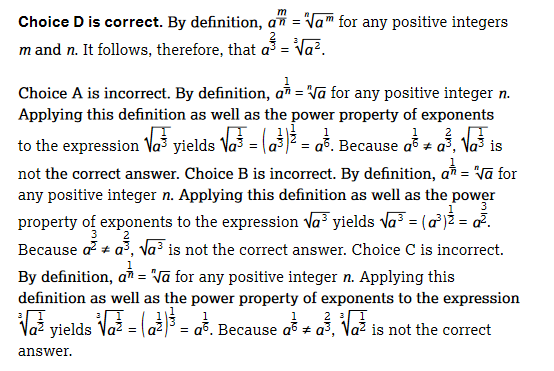 Choice D is correct. By definition, $a^{\frac{m}{n}} = \sqrt[n]{a^m}$ for any positive integers
m and n. It follows, therefore, that $a^{\frac{2}{3}} = \sqrt[3]{a^2}$.
Choice A is incorrect. By definition, $a^{\frac{1}{n}} = \sqrt[n]{a}$ for any positive integer n.
Applying this definition as well as the power property of exponents
to the expression $\sqrt{a^{\frac{1}{3}}}$ yields $\sqrt{a^{\frac{1}{3}}} = \left(a^{\frac{1}{3}}\right)^{\frac{1}{2}} = a^{\frac{1}{6}}$. Because $a^{\frac{1}{6}} \neq a^{\frac{2}{3}}$, $\sqrt{a^{\frac{1}{3}}}$ is
not the correct answer. Choice B is incorrect. By definition, $a^{\frac{1}{n}} = \sqrt[n]{a}$ for
any positive integer n. Applying this definition as well as the power
property of exponents to the expression $\sqrt{a^3}$ yields $\sqrt{a^3} = (a^3)^{\frac{1}{2}} = a^{\frac{3}{2}}$.
Because $a^{\frac{3}{2}} \neq a^{\frac{2}{3}}$, $\sqrt{a^3}$ is not the correct answer. Choice C is incorrect.
By definition, $a^{\frac{1}{n}} = \sqrt[n]{a}$ for any positive integer n. Applying this
definition as well as the power property of exponents to the expression
$\sqrt[3]{a^{\frac{1}{2}}}$ yields $\sqrt[3]{a^{\frac{1}{2}}} = \left(a^{\frac{1}{2}}\right)^{\frac{1}{3}} = a^{\frac{1}{6}}$. Because $a^{\frac{1}{6}} \neq a^{\frac{2}{3}}$, $\sqrt[3]{a^{\frac{1}{2}}}$ is not the correct
answer.